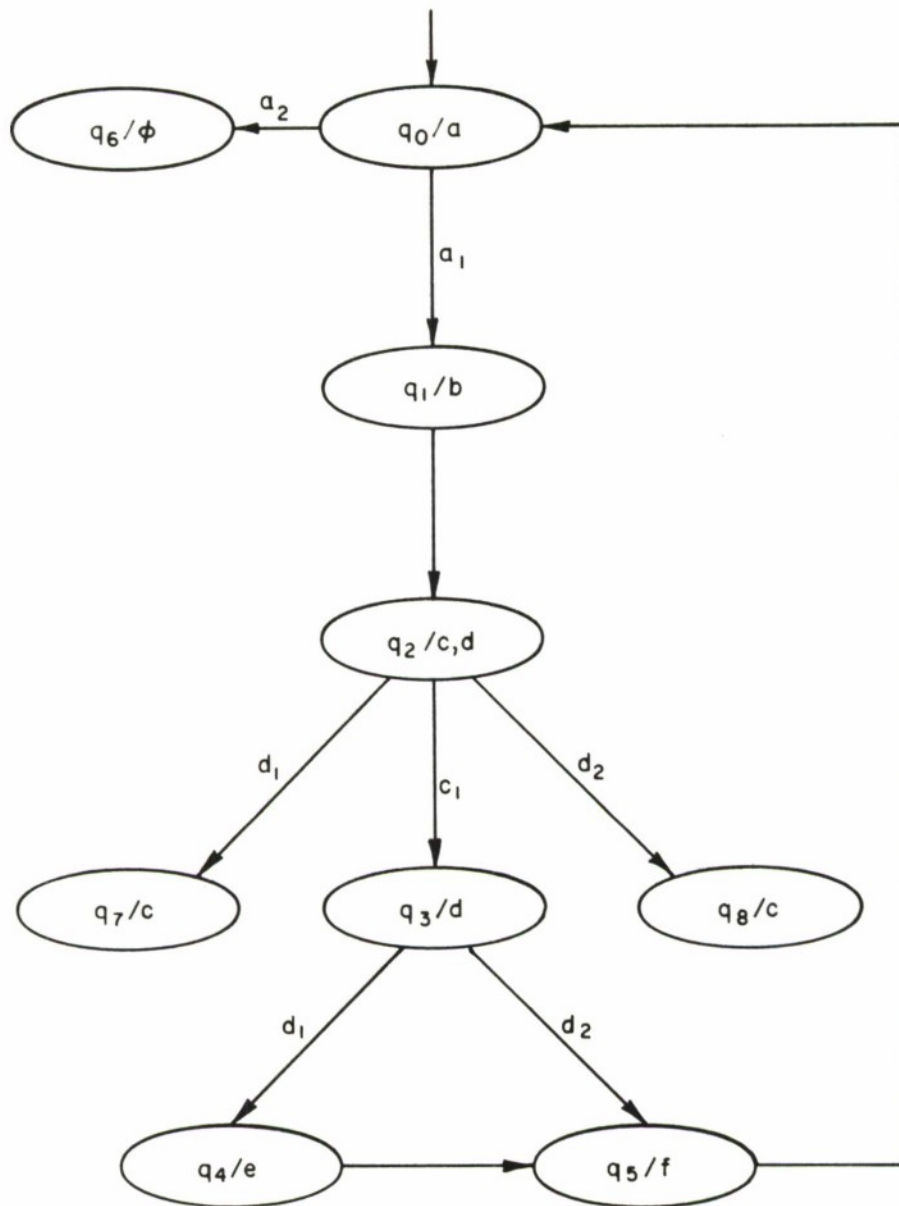 a₂
q₆/ϕ
q₀/a
a₁
q₁/b
q₂/c,d
d₁
c₁
d₂
q₇/c
q₃/d
q₈/c
d₁
d₂
q₄/e
q₅/f